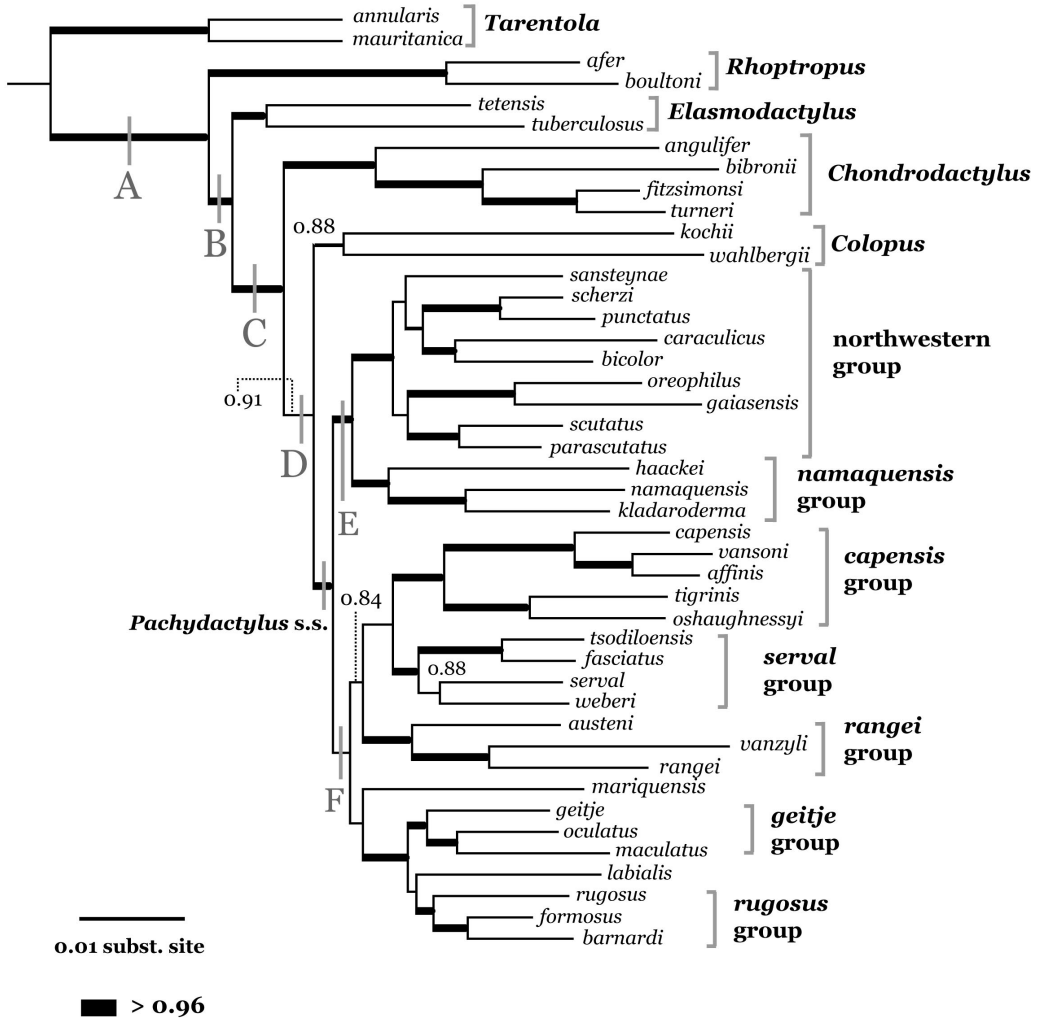 annularis
mauritanica
Tarentola
afer
boultoni
Rhoptropus
tetensis
tuberculosus
Elasmodactylus
angulifer
bibronii
fitzsimonsi
turneri
Chondrodactylus
A
B
0.88
kochii
wahlbergii
Colopus
C
sansteynae
scherzi
punctatus
caraculicus
bicolor
oreophilus
gaiasensis
scutatus
parascutatus
northwestern
group
0.91
D
haackei
namaquensis
kladaroderma
namaquensis
group
E
capensis
vansoni
affinis
tigrinis
oshaughnessyi
capensis
group
0.84
Pachydactylus s.s.
tsodiloensis
fasciatus
0.88
serval
weberi
serval
group
austeni
vanzyli
rangei
rangei
group
F
mariquensis
geitje
oculatus
maculatus
geitje
group
labialis
rugosus
formosus
barnardi
rugosus
group
0.01 subst. site
> 0.96